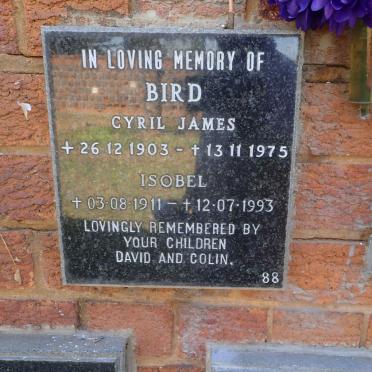 IN LOVING MEMORY OF
BIRD
CYRIL JAMES
+ 26 12 1903 - + 13 11 1975
ISOBEL
+ 03-08-1911 - + 12-07-1993
LOVINGLY REMEMBERED BY
YOUR CHILDREN
DAVID AND COLIN.
88